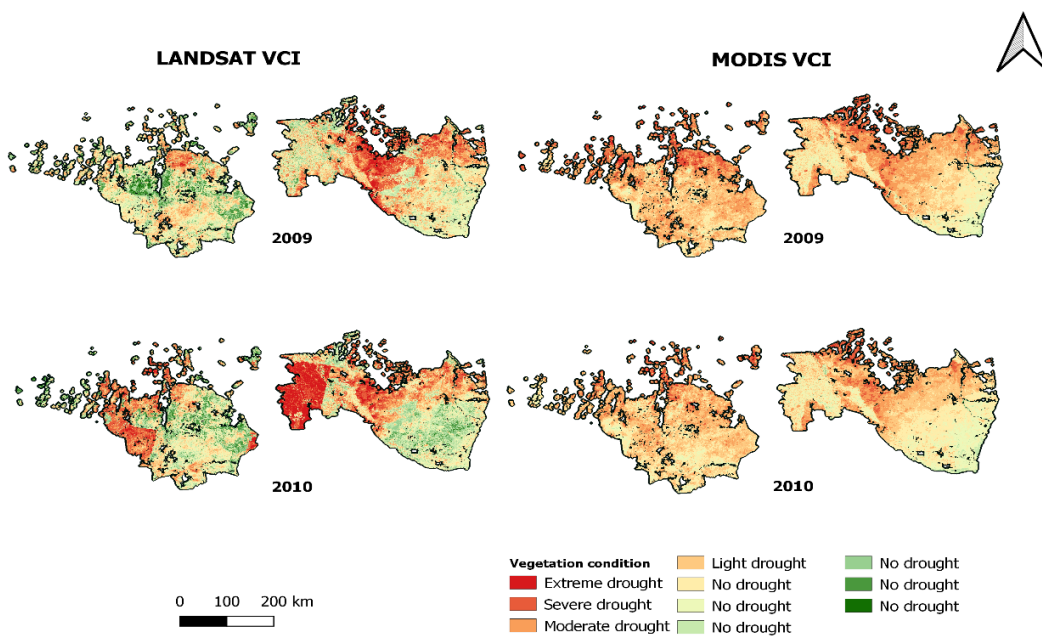 LANDSAT VCI
MODIS VCI
2009
2009
2010
2010
0 100 200 km
Vegetation condition
Extreme drought
Severe drought
Moderate drought
Light drought
No drought
No drought
No drought
No drought
No drought
No drought